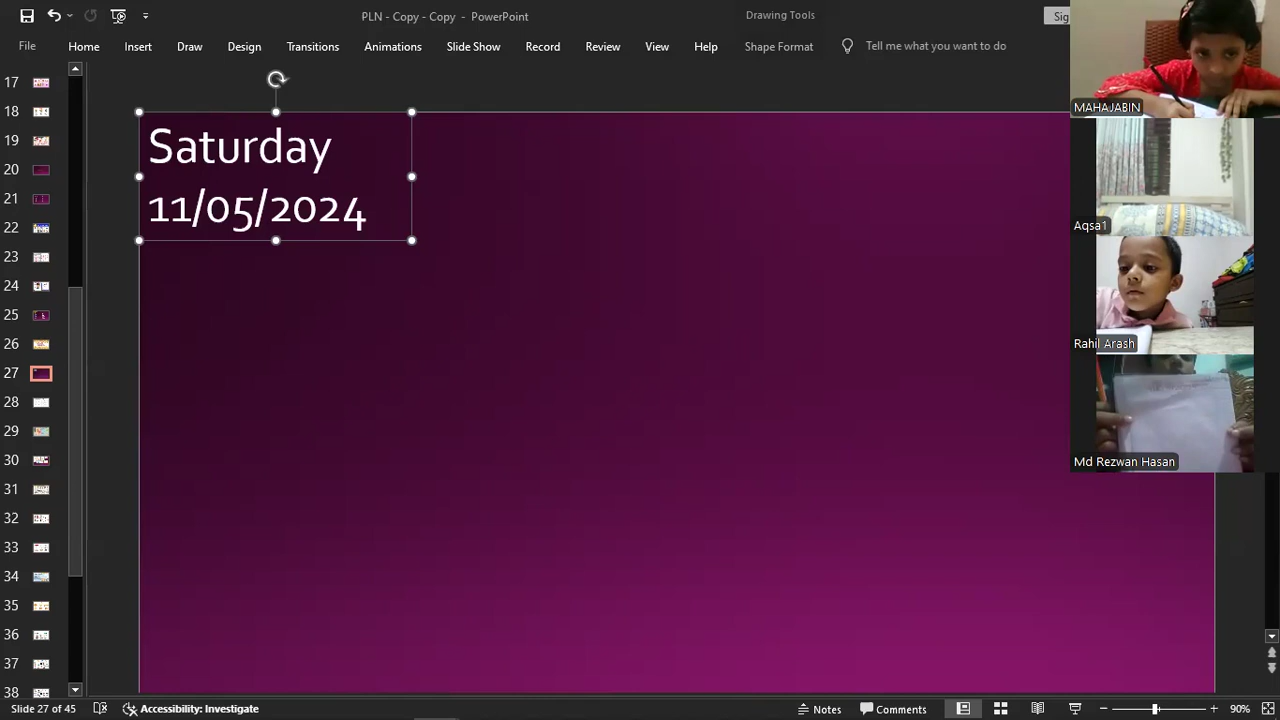 PLN - Copy - Copy - PowerPoint
Drawing Tools
Sig
File Home Insert Draw Design Transitions Animations Slide Show Record Review View Help Shape Format Tell me what you want to do
17
18
19
20
21
22
23
24
25
26
27
28
29
30
31
32
33
34
35
36
37
38
Saturday
11/05/2024
MAHAJABIN
Aqsa1
Rahil Arash
Md Rezwan Hasan
Slide 27 of 45 Accessibility: Investigate Notes Comments 90%